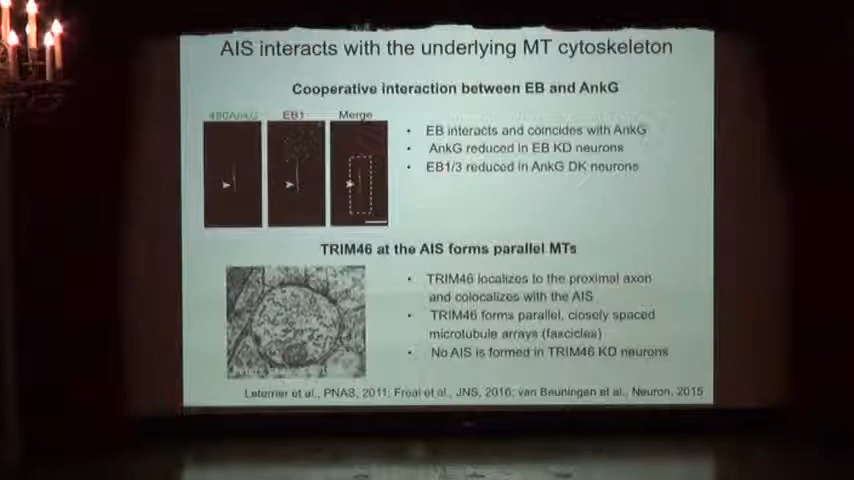 AIS interacts with the underlying MT cytoskeleton
Cooperative interaction between EB and AnkG
480AnkG EB1 Merge
• EB interacts and coincides with AnkG
• AnkG reduced in EB KD neurons
• EB1/3 reduced in AnkG DK neurons
TRIM46 at the AIS forms parallel MTs
• TRIM46 localizes to the proximal axon
and colocalizes with the AIS
• TRIM46 forms parallel, closely spaced
microtubule arrays (fascicles)
• No AIS is formed in TRIM46 KD neurons
Leterrier et al., PNAS, 2011; Freal et al., JNS, 2016; van Beuningen et al., Neuron, 2015